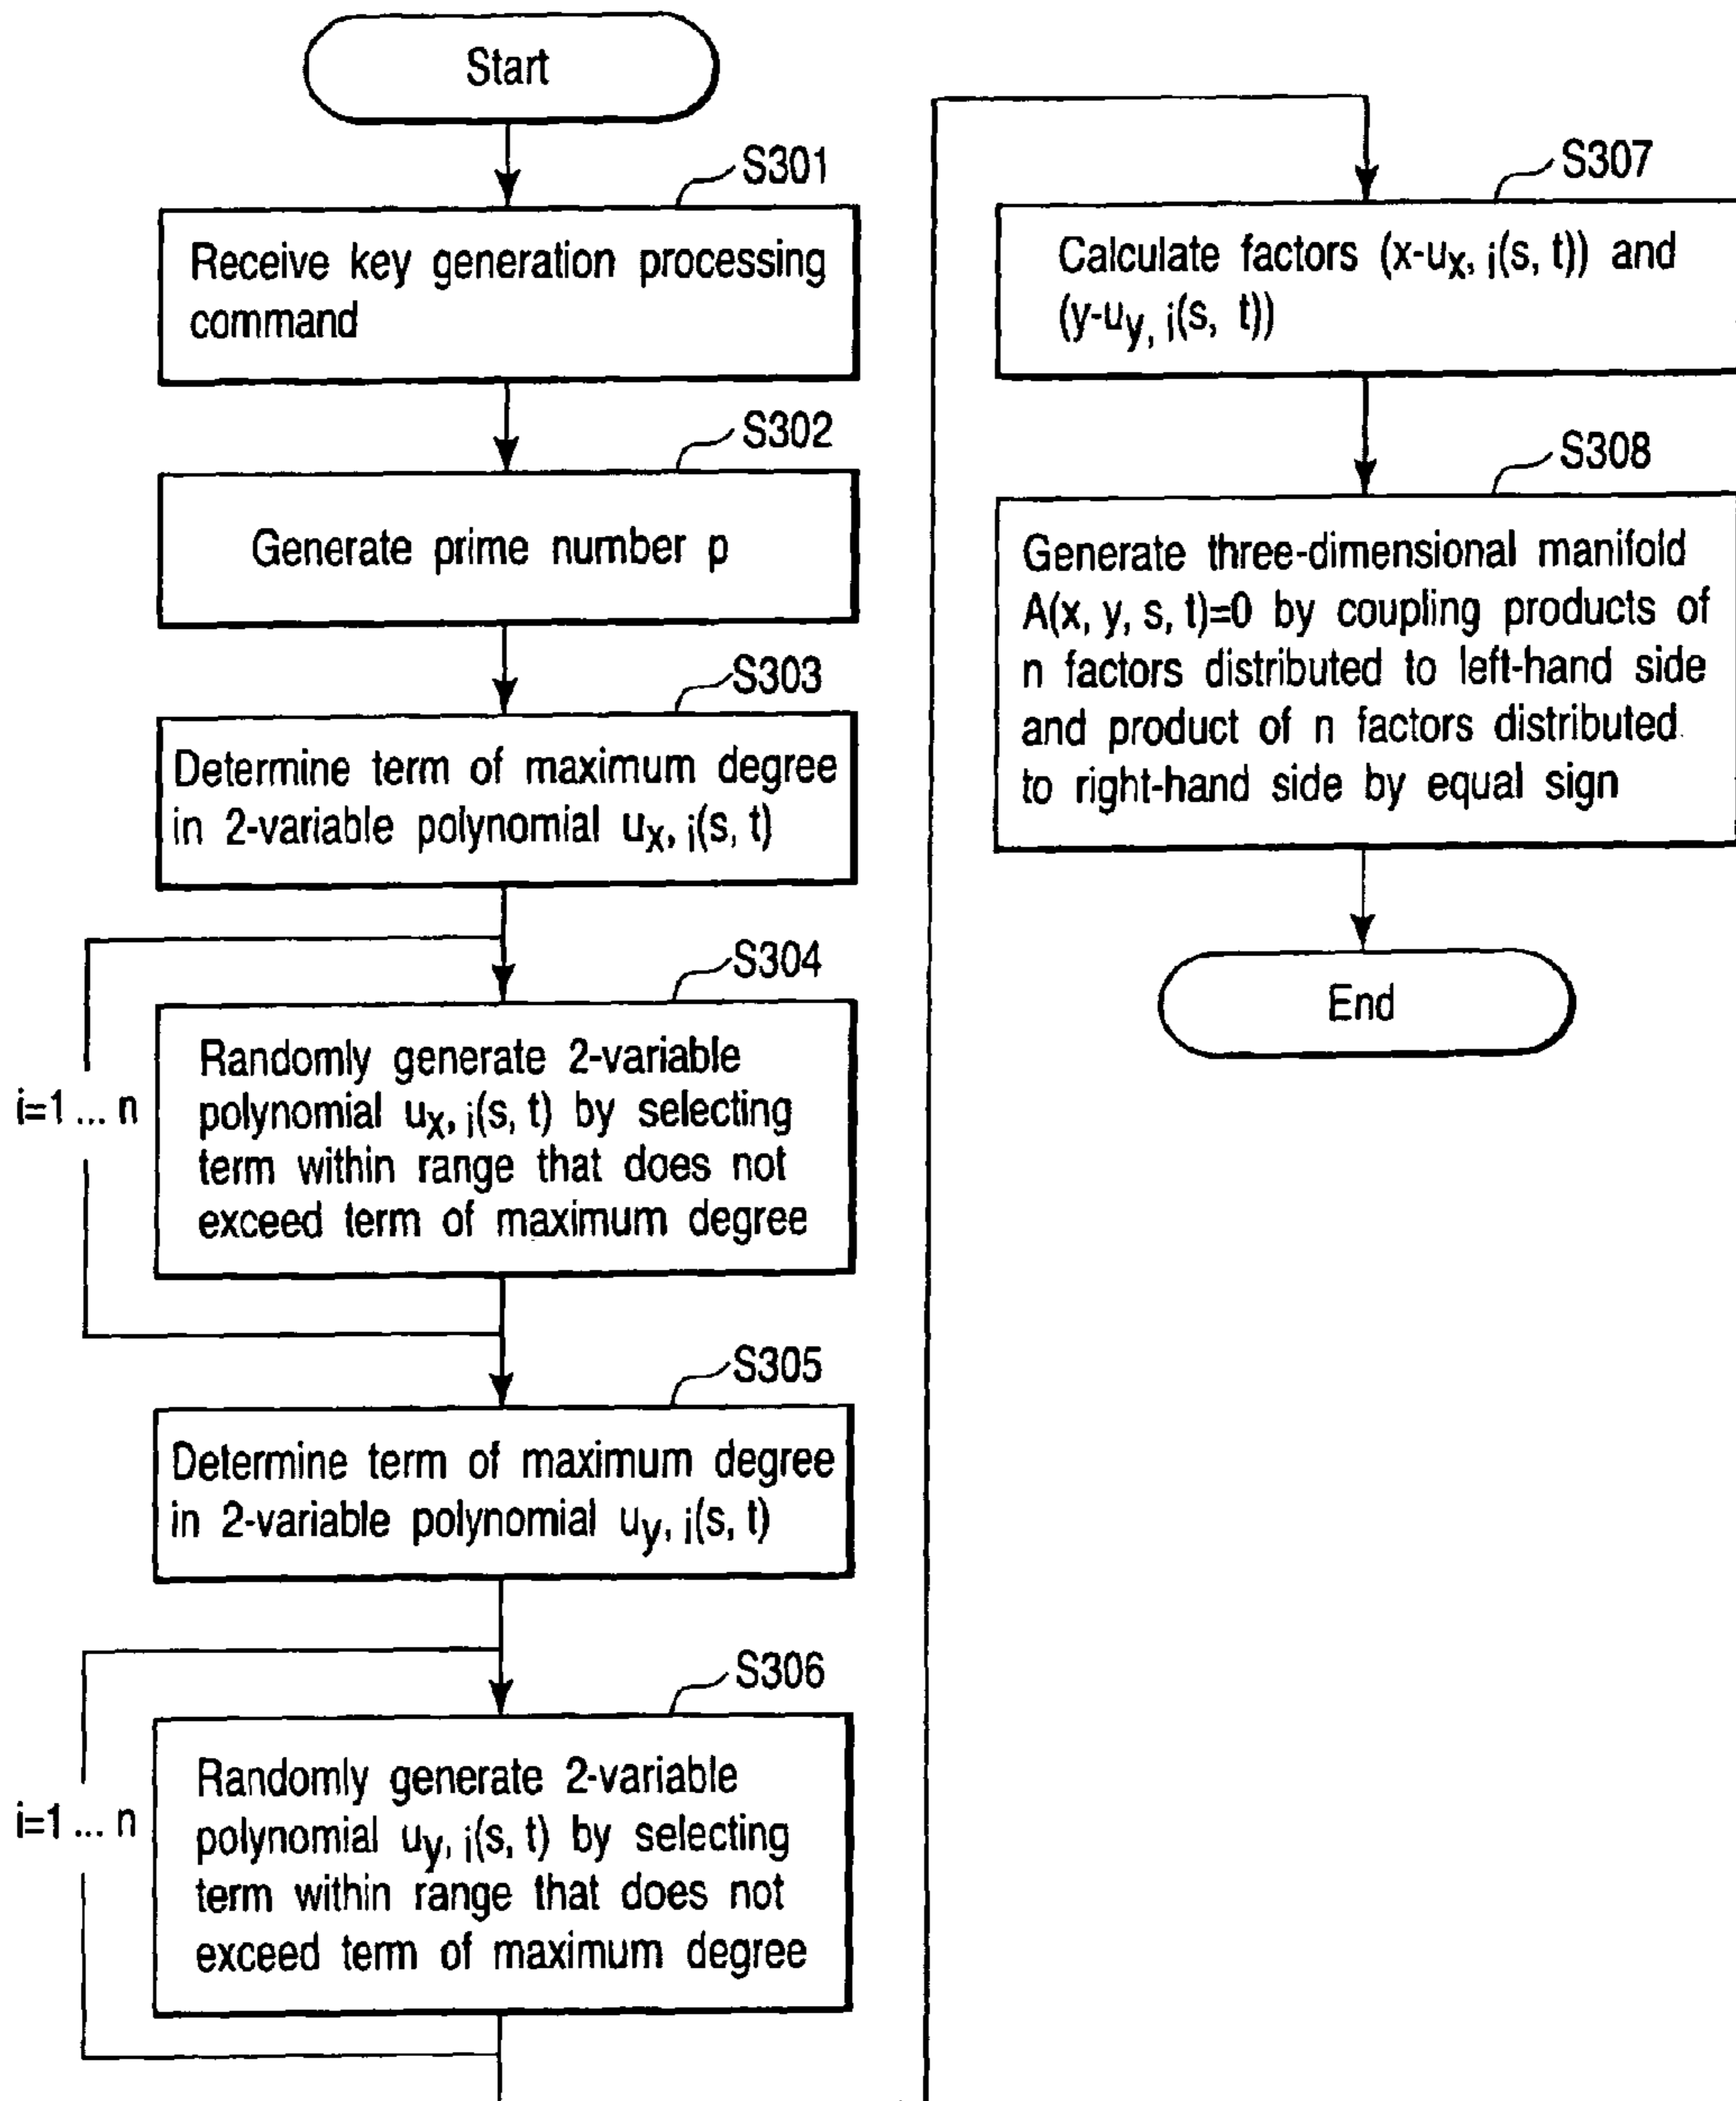 Start
S301
Receive key generation processing
command
S302
Generate prime number p
S303
Determine term of maximum degree
in 2-variable polynomial ux, i(s, t)
S304
i=1 ... n
Randomly generate 2-variable
polynomial ux, i(s, t) by selecting
term within range that does not
exceed term of maximum degree
S305
Determine term of maximum degree
in 2-variable polynomial uy, i(s, t)
S306
i=1 ... n
Randomly generate 2-variable
polynomial uy, i(s, t) by selecting
term within range that does not
exceed term of maximum degree
S307
Calculate factors (x-ux, i(s, t)) and
(y-uy, i(s, t))
S308
Generate three-dimensional manifold
A(x, y, s, t)=0 by coupling products of
n factors distributed to left-hand side
and product of n factors distributed
to right-hand side by equal sign
End